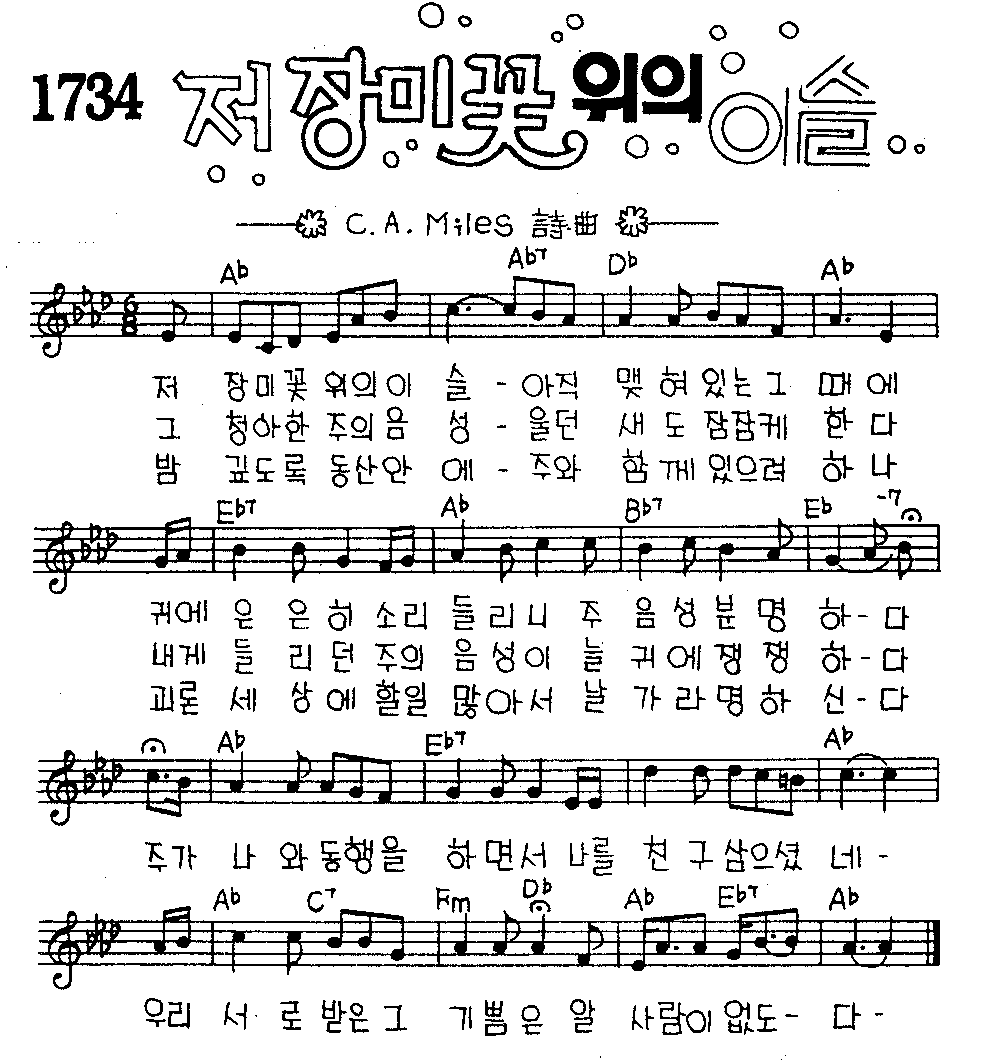 1734 저 장미꽃 위의 이슬
C. A. Miles 詩·曲
Ab Ab7 Db Ab
저 장미꽃 위의이 슬 - 아직 맺 혀있는그 때에
그 청아한 주의음 성 - 울던 새 도잠잠케 한다
밤 깊도록 동산안 에 - 주와 함 께있으려 하나
Eb7 Ab Bb7 Eb -7
귀에 은 은히 소리 들리니 주 음성분명 하 - 다
내게 들 리던 주의 음성이 늘 귀에쟁쟁 하 - 다
괴론 세 상에 할일 많아서 날 가라명하 신 - 다
Ab Eb7 Ab
주가 나 와동행을 하면서 나를 친 구삼으셨 네 -
Ab C7 Fm Db Ab Eb7 Ab
우리 서 로받은그 기쁨은 알 사람이없도 - 다 -